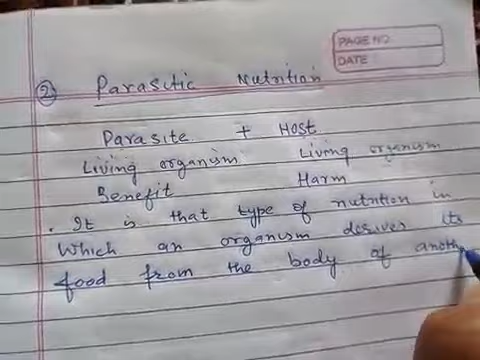 PAGE NO.
DATE
2 Parasitic Nutrition
Parasite + Host
Living organism Living organism
Benefit Harm
. It is that type of nutrition in
which an organism derives its
food from the body of anoth